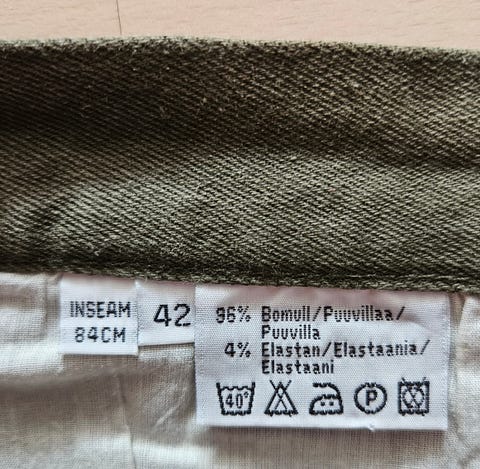 INSEAM
84CM
42
96% Bomull/Puuvillaa/
Puuvilla
4% Elastan/Elastaania/
Elastaani
40° P